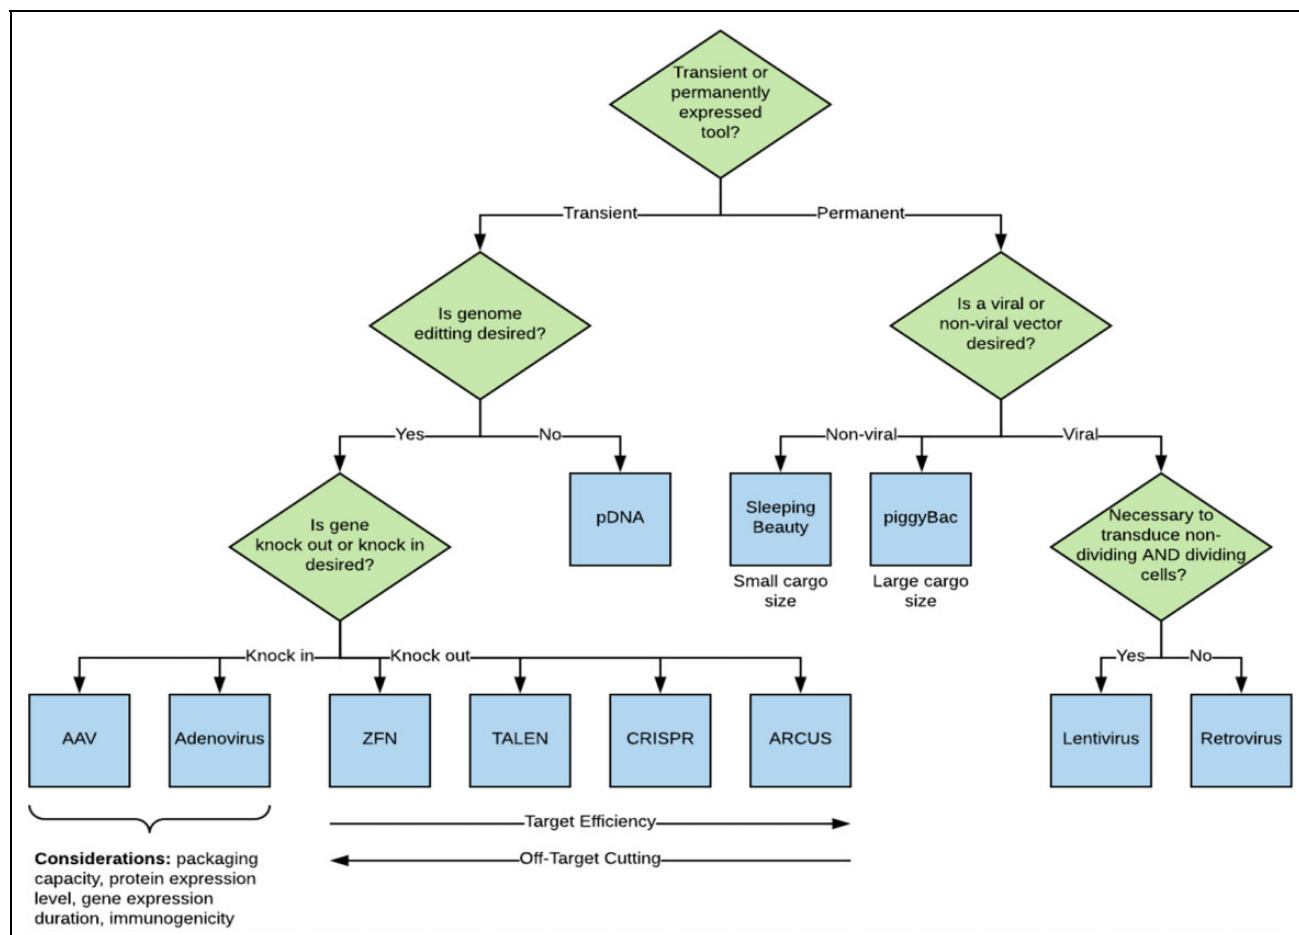 Transient or
permanently
expressed
tool?
Transient
Permanent
Is genome
editting desired?
Is a viral or
non-viral vector
desired?
Yes
No
Non-viral
Viral
Is gene
knock out or knock in
desired?
pDNA
Sleeping
Beauty
piggyBac
Necessary to
transduce non-
dividing AND dividing
cells?
Small cargo
size
Large cargo
size
Knock in
Knock out
Yes
No
AAV
Adenovirus
ZFN
TALEN
CRISPR
ARCUS
Lentivirus
Retrovirus
Target Efficiency
Off-Target Cutting
Considerations: packaging
capacity, protein expression
level, gene expression
duration, immunogenicity